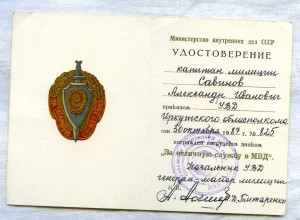 Министерство внутренних дел СССР
УДОСТОВЕРЕНИЕ
капитан милиции
Савинов
Александр Иванович
приказом УВД
Иркутского облисполкома
от 30 октября 1987 г. № 825
награжден нагрудным знаком
„За отличную службу в МВД“.
Начальник УВД
генерал-майор милиции